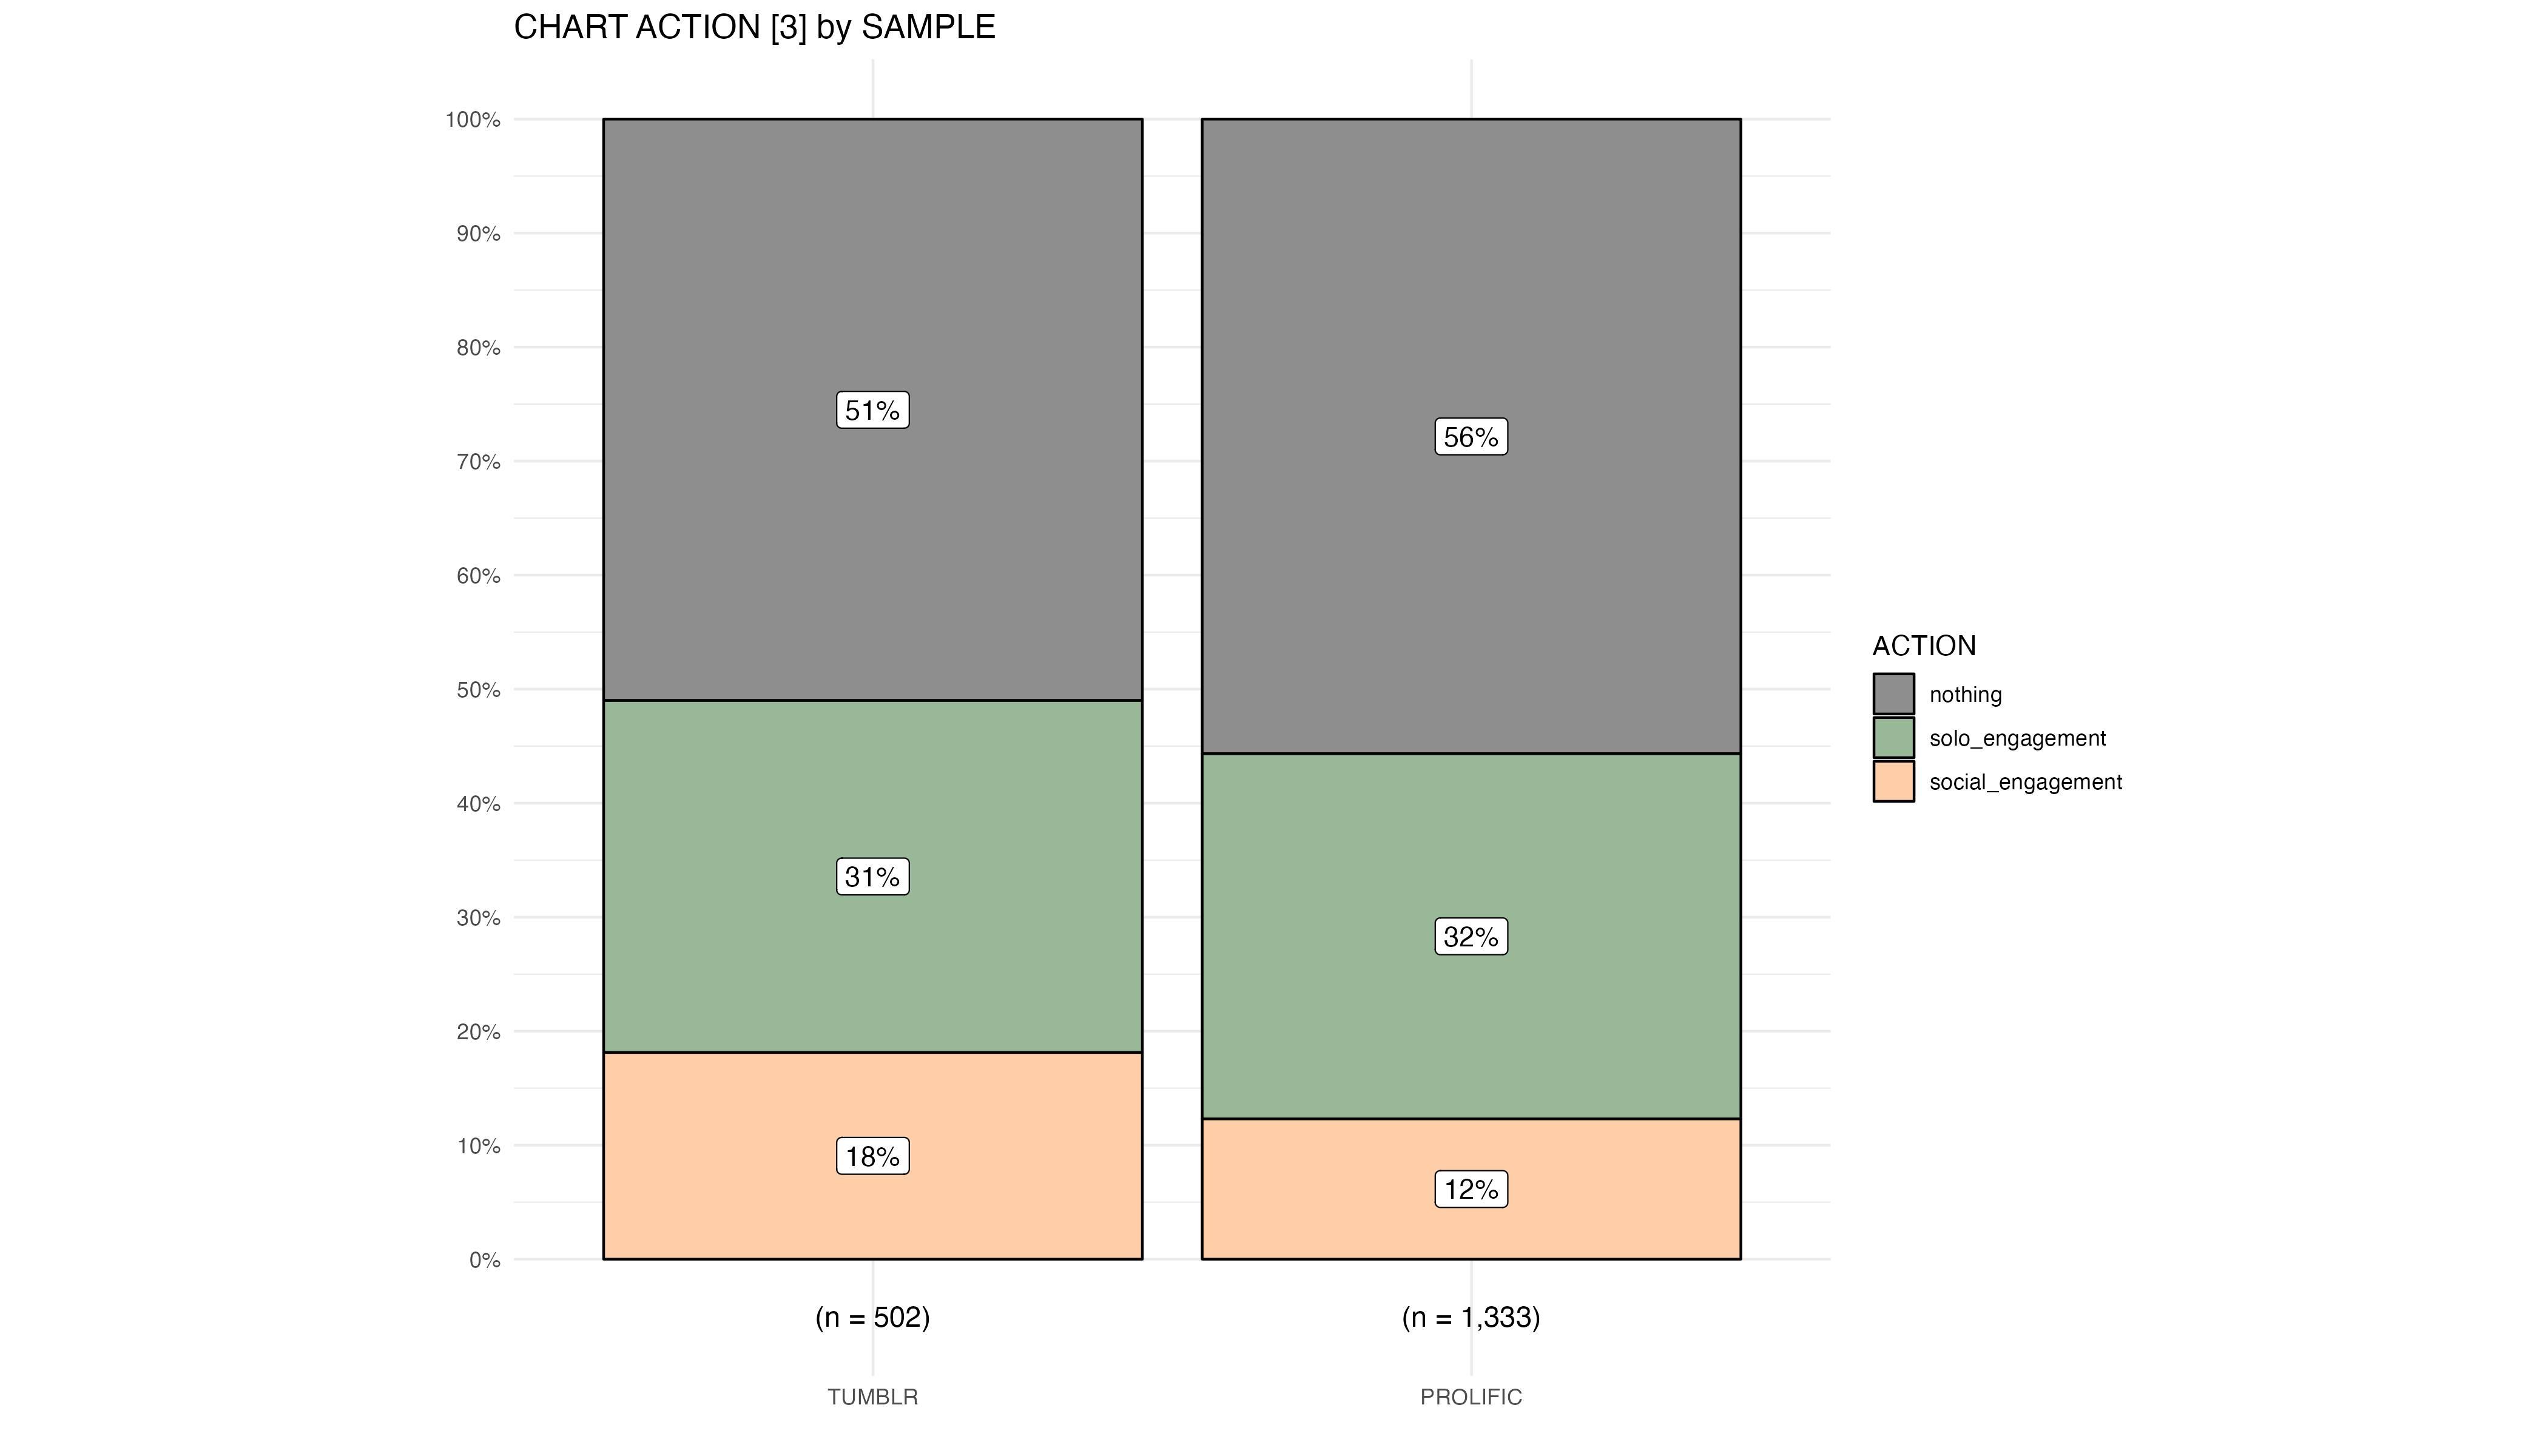 CHART ACTION [3] by SAMPLE
100%
90%
80%
70%
60%
50%
40%
30%
20%
10%
0%
51%
31%
18%
56%
32%
12%
(n = 502)
(n = 1,333)
TUMBLR
PROLIFIC
ACTION
nothing
solo_engagement
social_engagement